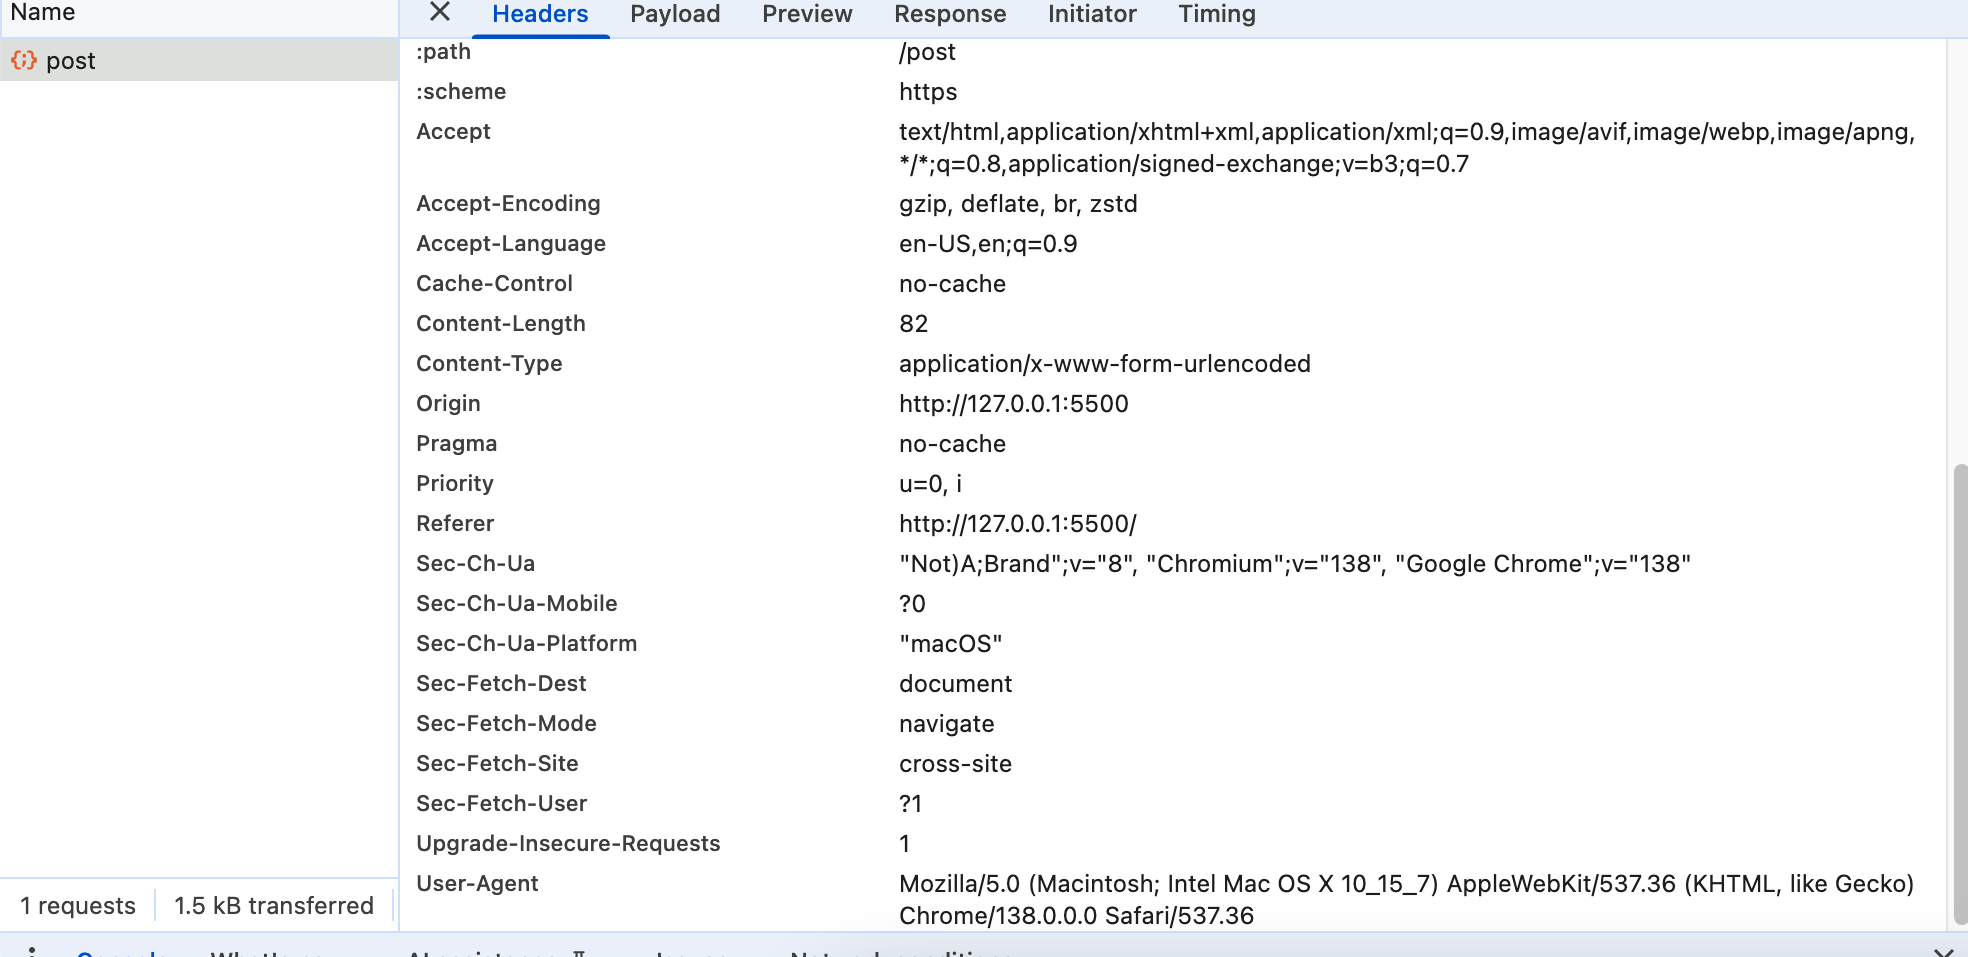 Name
Headers Payload Preview Response Initiator Timing
post
:path /post
:scheme https
Accept text/html,application/xhtml+xml,application/xml;q=0.9,image/avif,image/webp,image/apng,
*/*;q=0.8,application/signed-exchange;v=b3;q=0.7
Accept-Encoding gzip, deflate, br, zstd
Accept-Language en-US,en;q=0.9
Cache-Control no-cache
Content-Length 82
Content-Type application/x-www-form-urlencoded
Origin http://127.0.0.1:5500
Pragma no-cache
Priority u=0, i
Referer http://127.0.0.1:5500/
Sec-Ch-Ua "Not)A;Brand";v="8", "Chromium";v="138", "Google Chrome";v="138"
Sec-Ch-Ua-Mobile ?0
Sec-Ch-Ua-Platform "macOS"
Sec-Fetch-Dest document
Sec-Fetch-Mode navigate
Sec-Fetch-Site cross-site
Sec-Fetch-User ?1
Upgrade-Insecure-Requests 1
User-Agent Mozilla/5.0 (Macintosh; Intel Mac OS X 10_15_7) AppleWebKit/537.36 (KHTML, like Gecko)
Chrome/138.0.0.0 Safari/537.36
1 requests 1.5 kB transferred
Console AI assistance Issues Network conditions